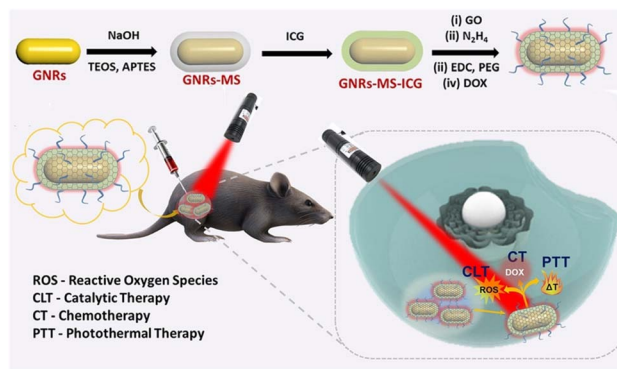 GNRs
NaOH
TEOS, APTES
GNRs-MS
ICG
GNRs-MS-ICG
(i) GO
(ii) N2H4
(ii) EDC, PEG
(iv) DOX
ROS - Reactive Oxygen Species
CLT - Catalytic Therapy
CT - Chemotherapy
PTT - Photothermal Therapy
CLT
ROS
CT
DOX
PTT
ΔT